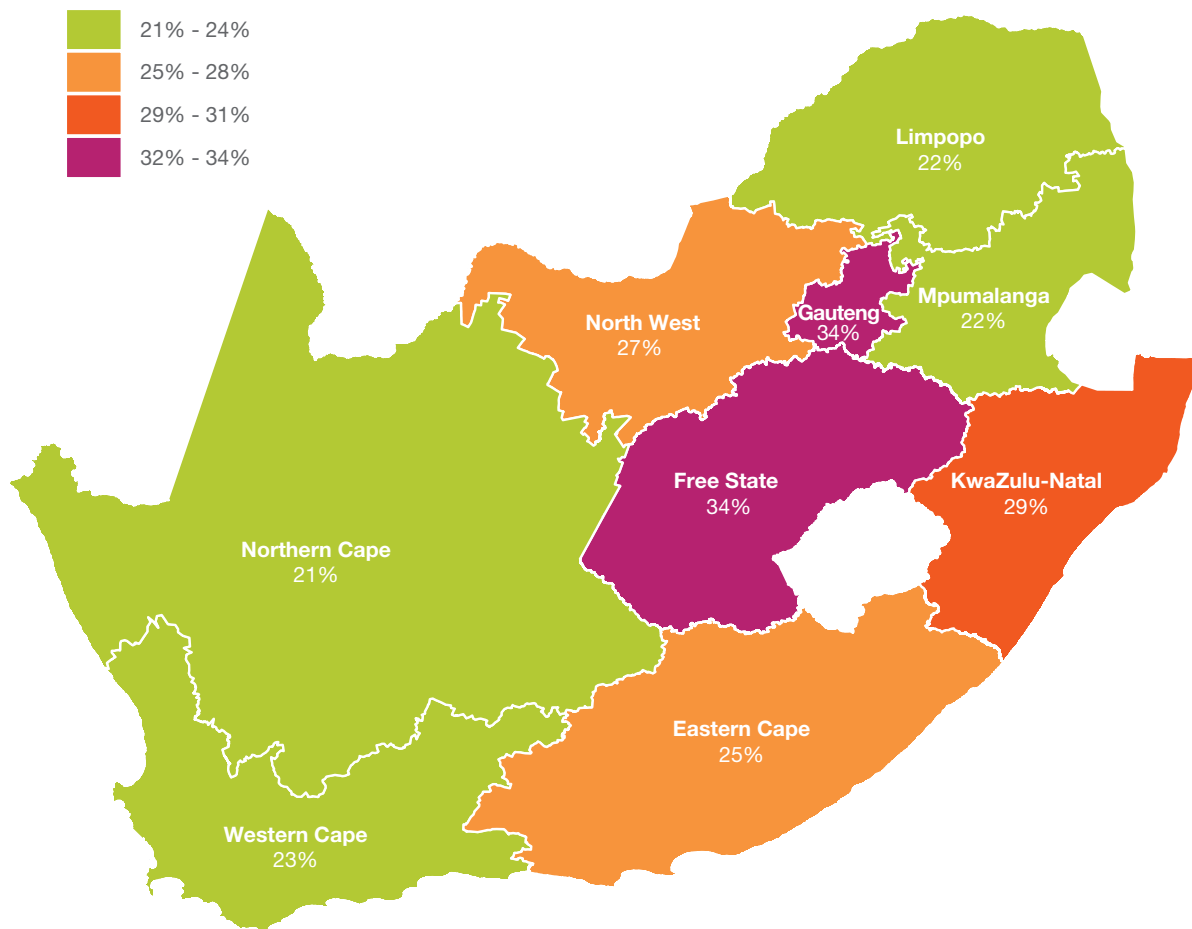 21% - 24%
25% - 28%
29% - 31%
32% - 34%
Limpopo
22%
Mpumalanga
22%
Gauteng
34%
North West
27%
Free State
34%
KwaZulu-Natal
29%
Northern Cape
21%
Eastern Cape
25%
Western Cape
23%